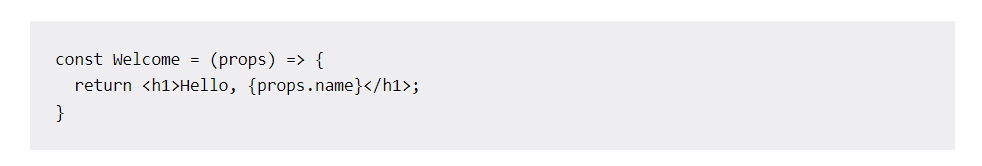 const Welcome = (props) => {
  return <h1>Hello, {props.name}</h1>;
}